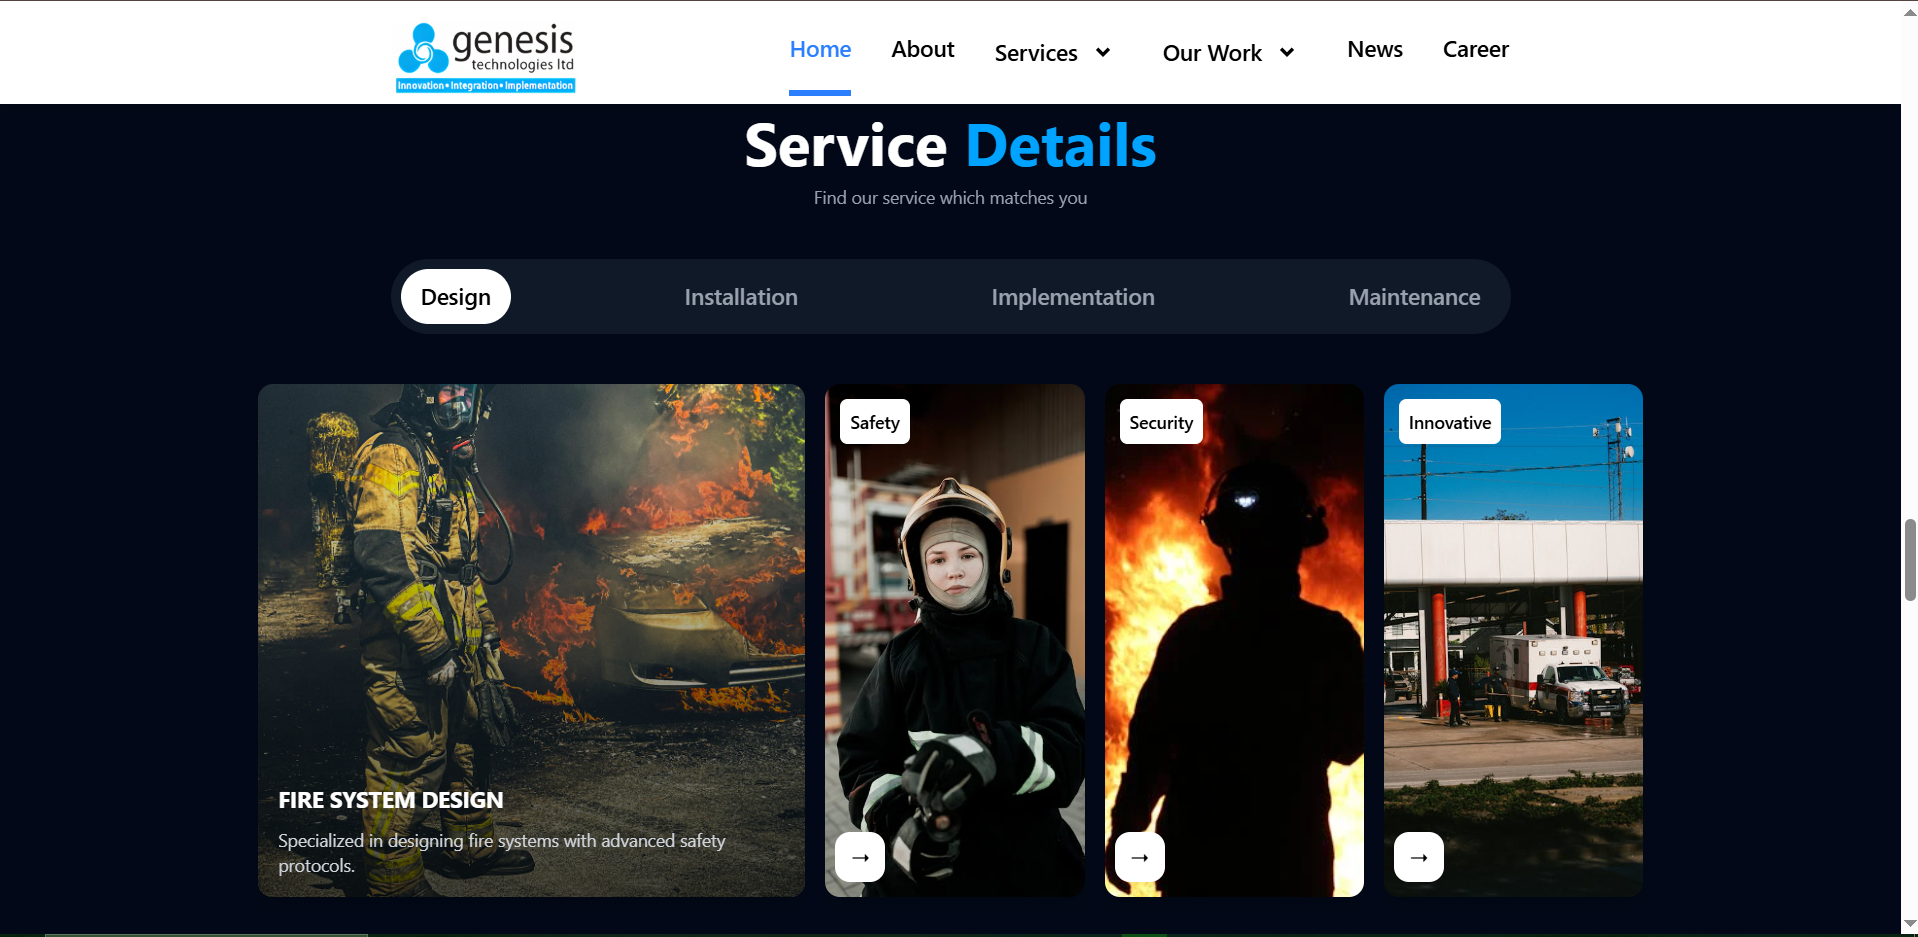 genesis
technologies ltd
Innovation • Integration • Implementation
Home
About
Services
Our Work
News
Career
Service Details
Find our service which matches you
Design
Installation
Implementation
Maintenance
FIRE SYSTEM DESIGN
Specialized in designing fire systems with advanced safety
protocols.
Safety
Security
Innovative